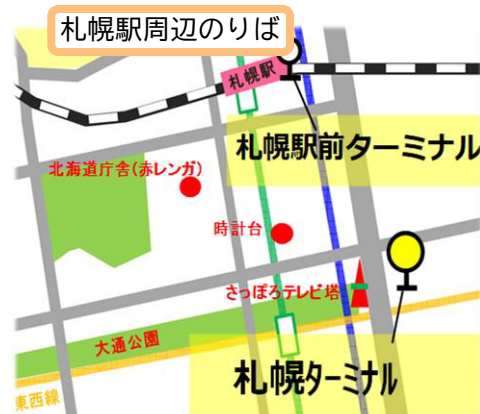 札幌駅周辺のりば
札幌駅
札幌駅前ターミナル
北海道庁舎(赤レンガ)
時計台
さっぽろテレビ塔
大通公園
札幌ターミナル
東西線